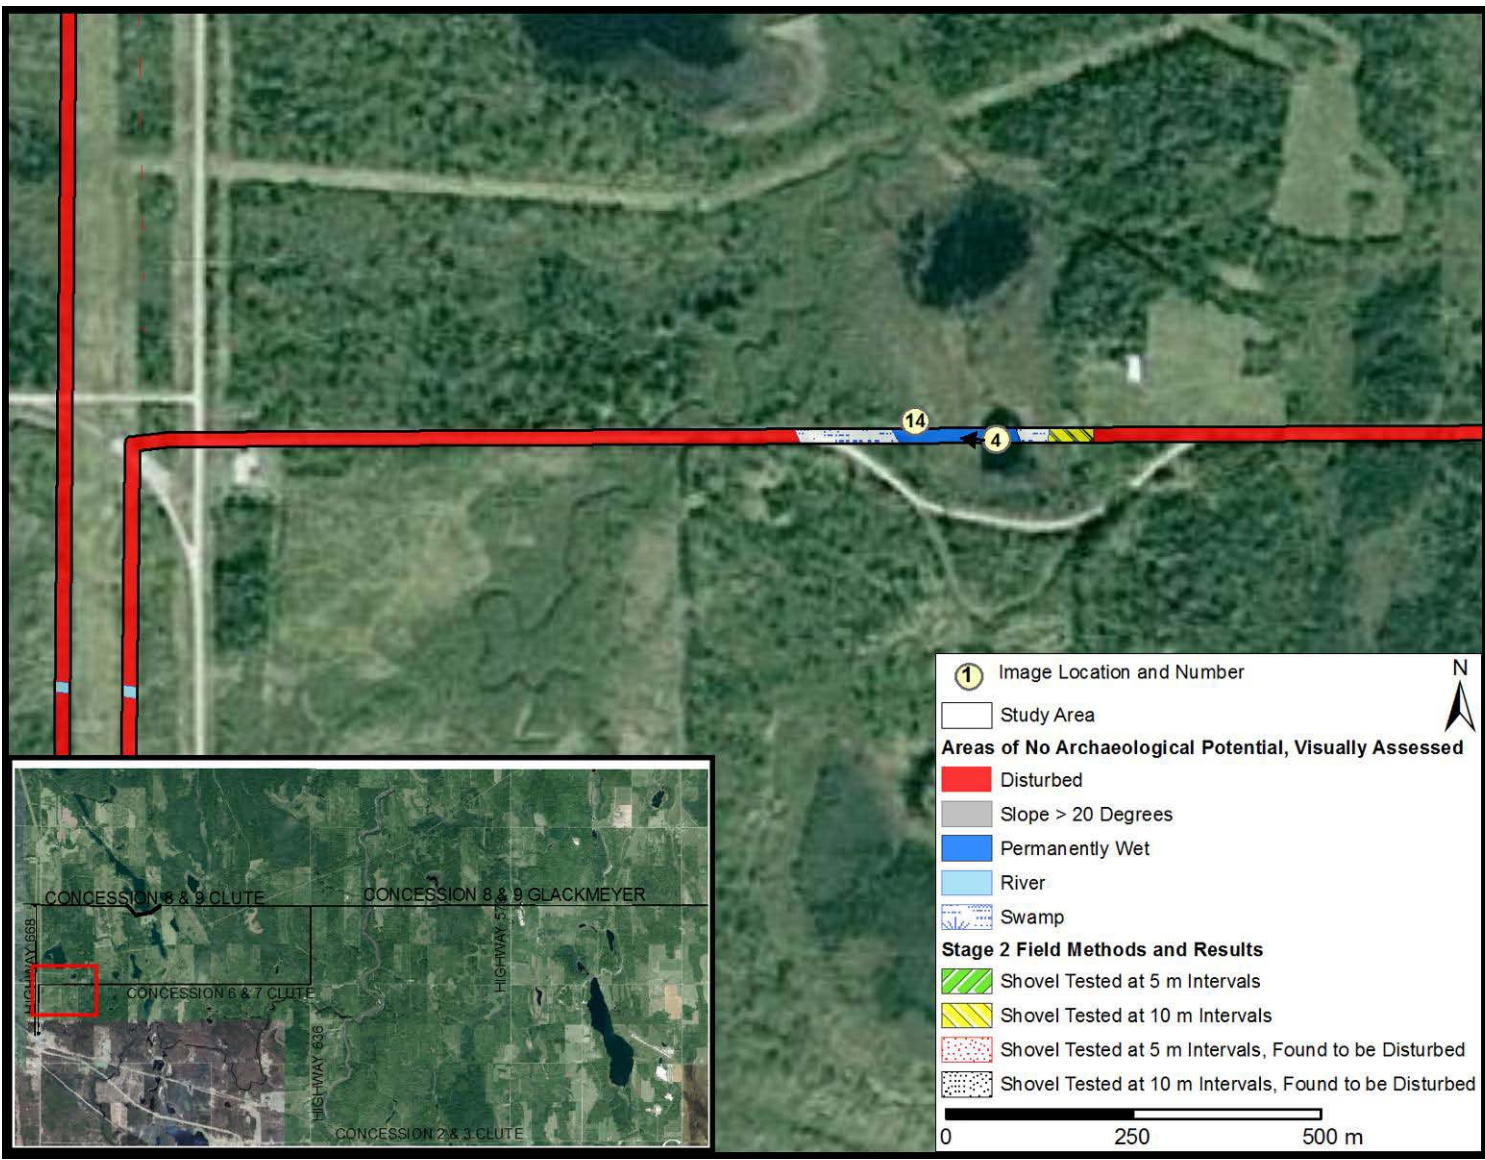 14
4
1 Image Location and Number
N
Study Area
Areas of No Archaeological Potential, Visually Assessed
Disturbed
Slope > 20 Degrees
Permanently Wet
River
Swamp
Stage 2 Field Methods and Results
Shovel Tested at 5 m Intervals
Shovel Tested at 10 m Intervals
Shovel Tested at 5 m Intervals, Found to be Disturbed
Shovel Tested at 10 m Intervals, Found to be Disturbed
0 250 500 m
CONCESSION 8 & 9 CLUTE
CONCESSION 8 & 9 GLACKMEYER
HIGHWAY 668
HIGHWAY
CONCESSION 6 & 7 CLUTE
HIGHWAY 636
CONCESSION 2 & 3 CLUTE